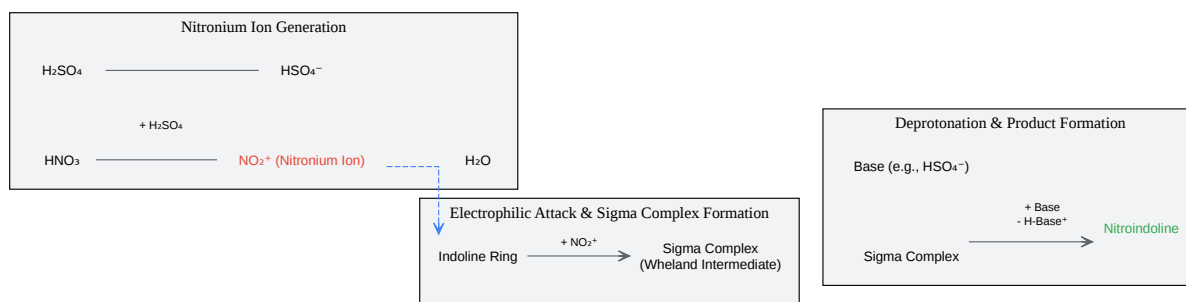 Nitronium Ion Generation
H₂SO₄
HSO₄⁻
+ H₂SO₄
HNO₃
NO₂⁺ (Nitronium Ion)
H₂O
Electrophilic Attack & Sigma Complex Formation
Indoline Ring
+ NO₂⁺
Sigma Complex
(Wheland Intermediate)
Deprotonation & Product Formation
Base (e.g., HSO₄⁻)
+ Base
- H-Base⁺
Nitroindoline
Sigma Complex